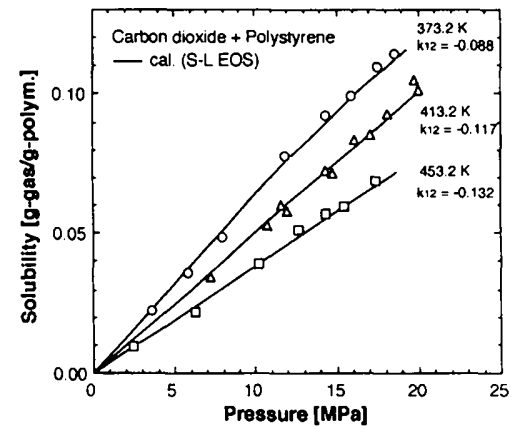 Carbon dioxide + Polystyrene
cal. (S-L EOS)
373.2 K
k12 = -0.088
413.2 K
k12 = -0.117
453.2 K
k12 = -0.132
Solubility [g-gas/g-polym.]
0.10
0.05
0.00
0
5
10
15
20
25
Pressure [MPa]